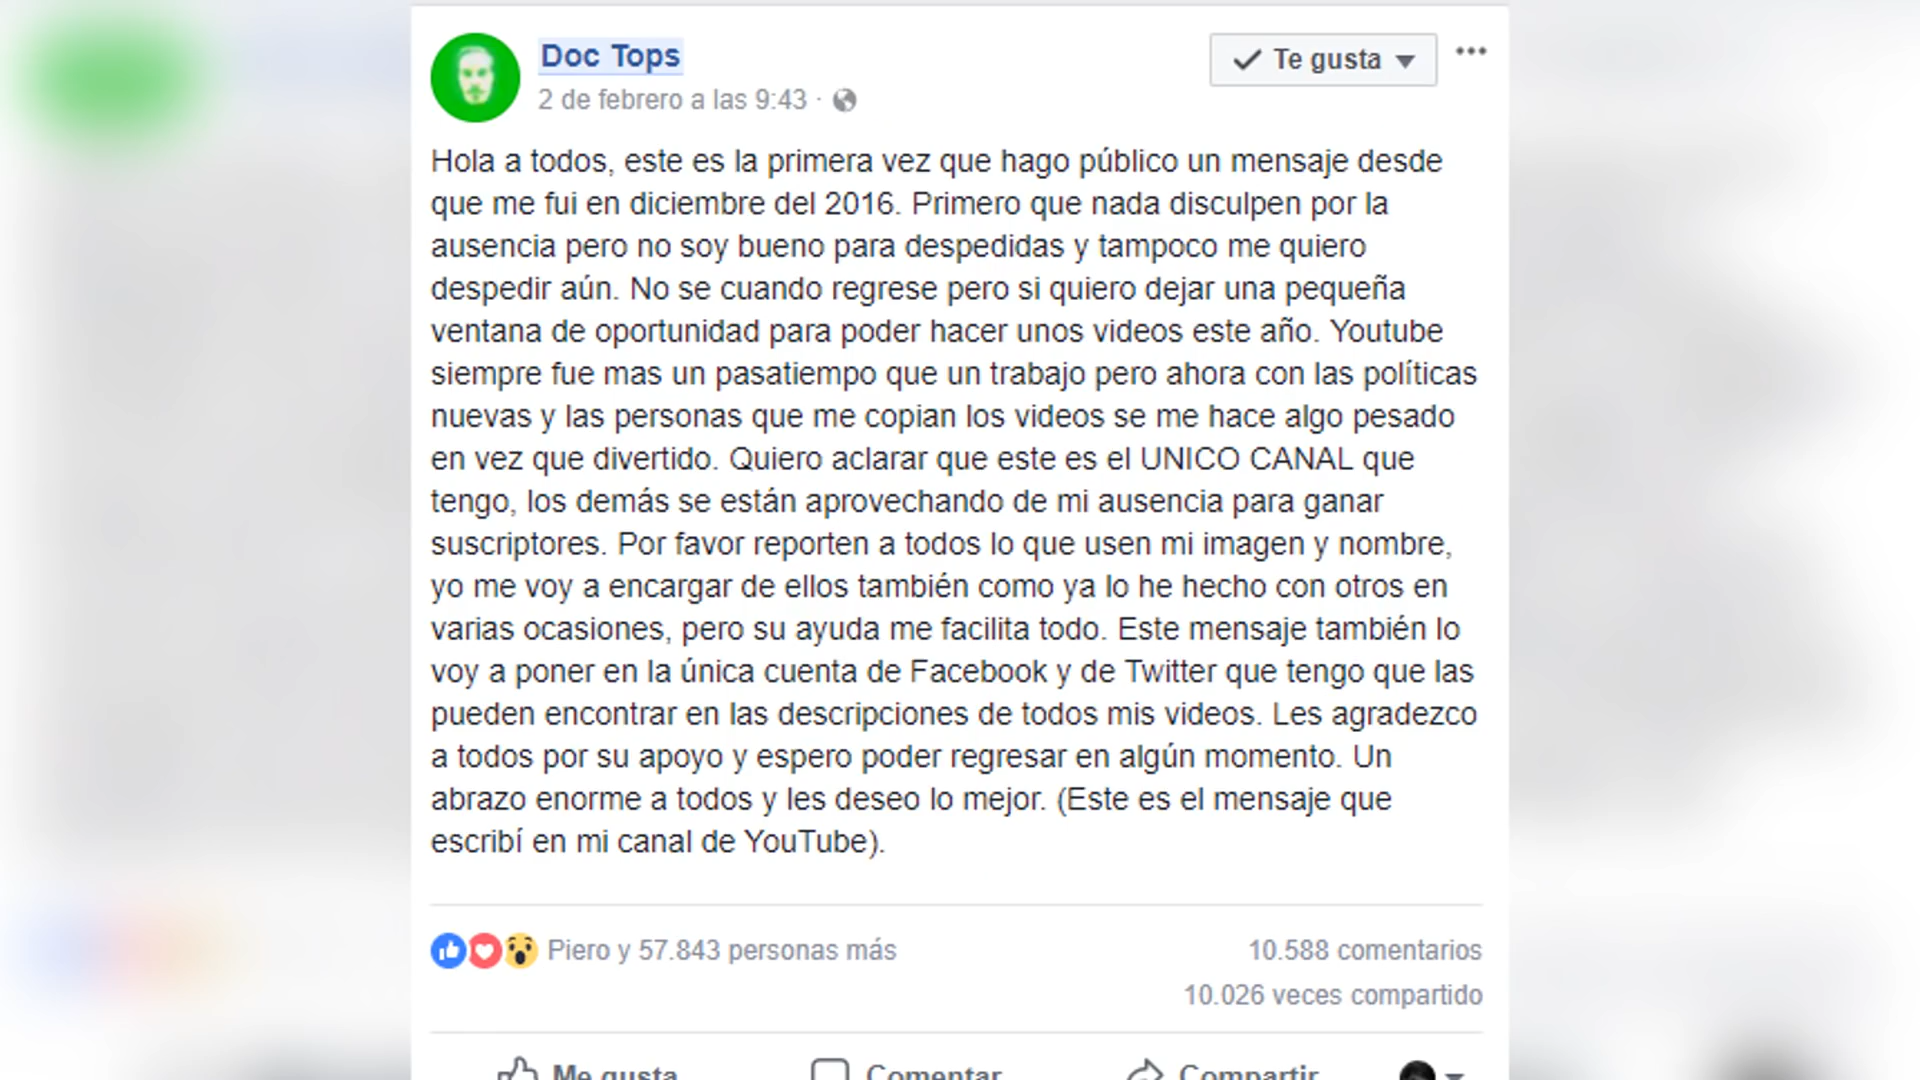 Doc Tops
Te gusta
2 de febrero a las 9:43 ·
Hola a todos, este es la primera vez que hago público un mensaje desde
que me fui en diciembre del 2016. Primero que nada disculpen por la
ausencia pero no soy bueno para despedidas y tampoco me quiero
despedir aún. No se cuando regrese pero si quiero dejar una pequeña
ventana de oportunidad para poder hacer unos videos este año. Youtube
siempre fue mas un pasatiempo que un trabajo pero ahora con las políticas
nuevas y las personas que me copian los videos se me hace algo pesado
en vez que divertido. Quiero aclarar que este es el UNICO CANAL que
tengo, los demás se están aprovechando de mi ausencia para ganar
suscriptores. Por favor reporten a todos lo que usen mi imagen y nombre,
yo me voy a encargar de ellos también como ya lo he hecho con otros en
varias ocasiones, pero su ayuda me facilita todo. Este mensaje también lo
voy a poner en la única cuenta de Facebook y de Twitter que tengo que las
pueden encontrar en las descripciones de todos mis videos. Les agradezco
a todos por su apoyo y espero poder regresar en algún momento. Un
abrazo enorme a todos y les deseo lo mejor. (Este es el mensaje que
escribí en mi canal de YouTube).
Piero y 57.843 personas más
10.588 comentarios
10.026 veces compartido
Me gusta
Comentar
Compartir